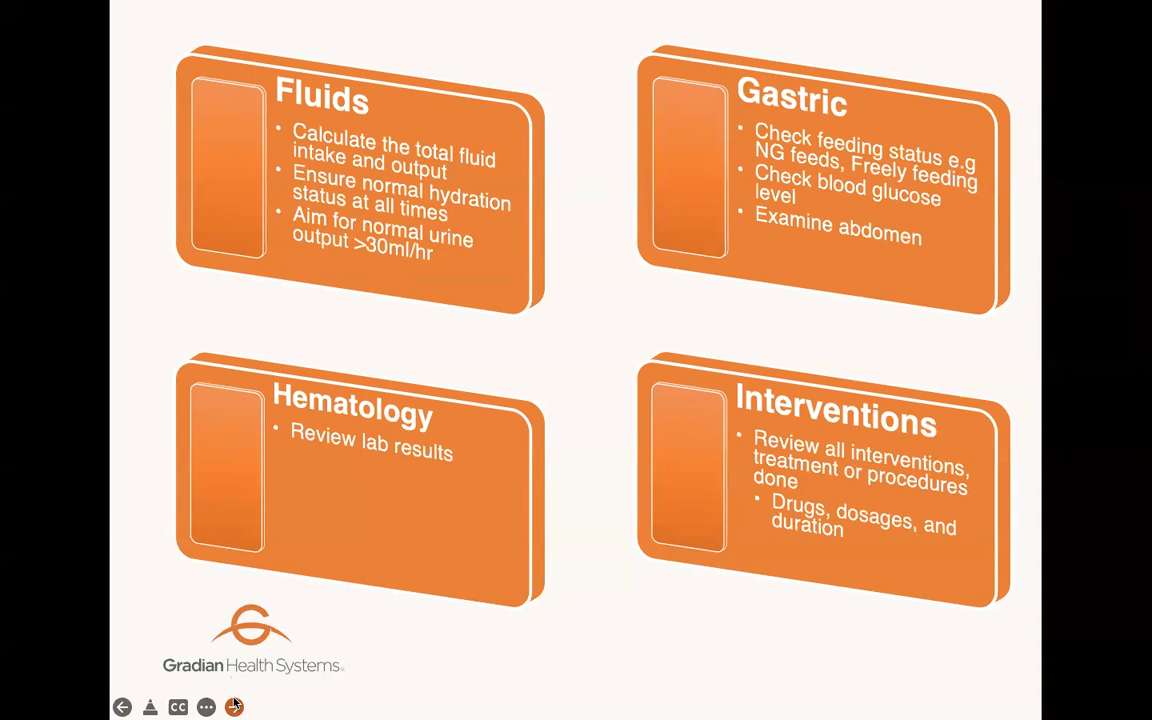 Fluids
• Calculate the total fluid
intake and output
• Ensure normal hydration
status at all times
• Aim for normal urine
output >30ml/hr
Gastric
• Check feeding status e.g
NG feeds, Freely feeding
• Check blood glucose
level
• Examine abdomen
Hematology
• Review lab results
Interventions
• Review all interventions,
treatment or procedures
done
• Drugs, dosages, and
duration
Gradian Health Systems
CC